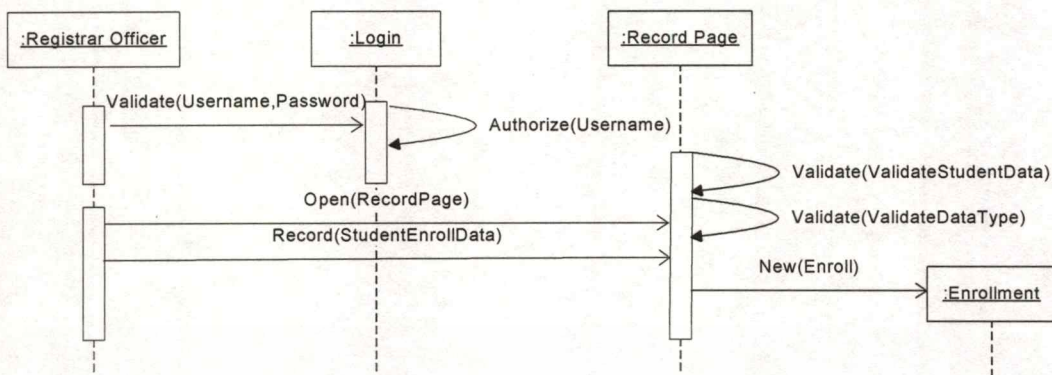 :Registrar Officer
:Login
:Record Page
Validate(Username,Password)
Authorize(Username)
Validate(ValidateStudentData)
Open(RecordPage)
Validate(ValidateDataType)
Record(StudentEnrollData)
New(Enroll)
:Enrollment